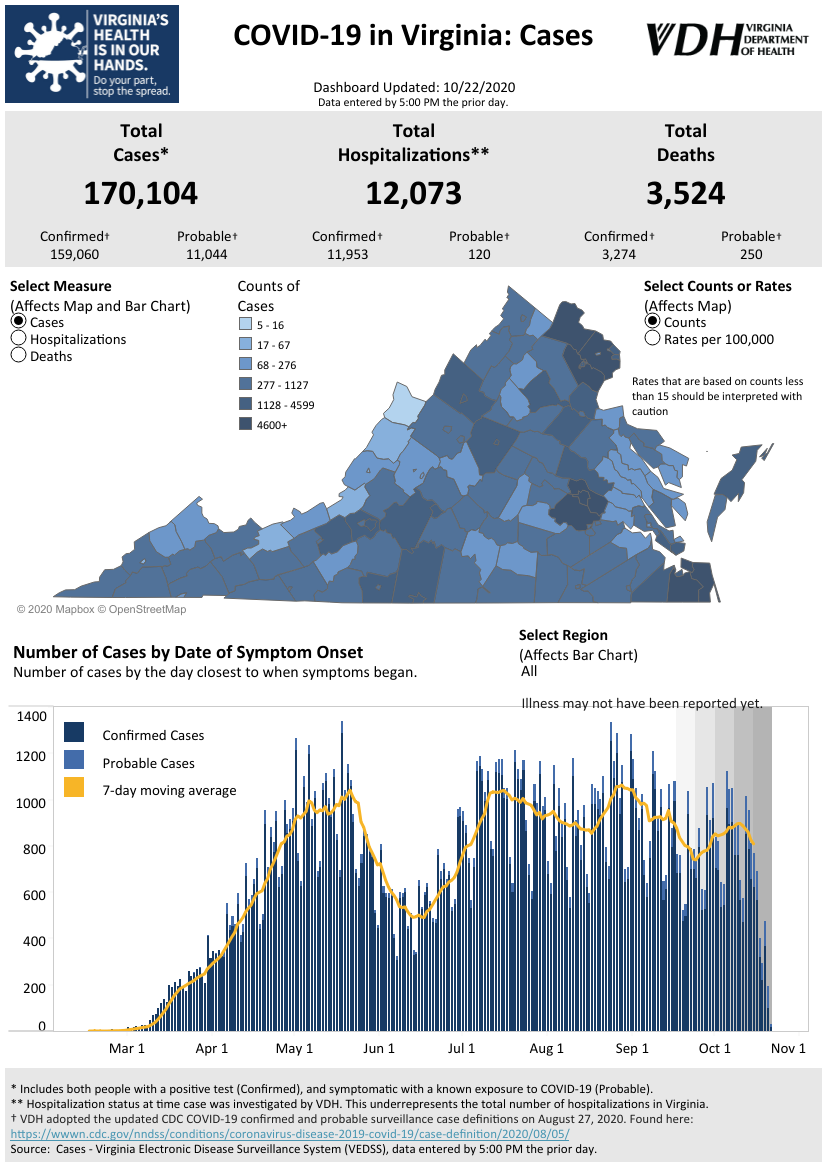 VIRGINIA'S
HEALTH
IS IN OUR
HANDS.
Do your part,
stop the spread.
COVID-19 in Virginia: Cases
VDH VIRGINIA
DEPARTMENT
OF HEALTH
Dashboard Updated: 10/22/2020
Data entered by 5:00 PM the prior day.
Total
Cases*
170,104
Confirmed† Probable†
159,060 11,044
Total
Hospitalizations**
12,073
Confirmed† Probable†
11,953 120
Total
Deaths
3,524
Confirmed† Probable†
3,274 250
Select Measure
(Affects Map and Bar Chart)
Cases
Hospitalizations
Deaths
Counts of
Cases
5 - 16
17 - 67
68 - 276
277 - 1127
1128 - 4599
4600+
Select Counts or Rates
(Affects Map)
Counts
Rates per 100,000
Rates that are based on counts less
than 15 should be interpreted with
caution
© 2020 Mapbox © OpenStreetMap
Number of Cases by Date of Symptom Onset
Number of cases by the day closest to when symptoms began.
Select Region
(Affects Bar Chart)
All
Illness may not have been reported yet.
Confirmed Cases
Probable Cases
7-day moving average
1400
1200
1000
800
600
400
200
0
Mar 1 Apr 1 May 1 Jun 1 Jul 1 Aug 1 Sep 1 Oct 1 Nov 1
* Includes both people with a positive test (Confirmed), and symptomatic with a known exposure to COVID-19 (Probable).
** Hospitalization status at time case was investigated by VDH. This underrepresents the total number of hospitalizations in Virginia.
† VDH adopted the updated CDC COVID-19 confirmed and probable surveillance case definitions on August 27, 2020. Found here:
https://wwwn.cdc.gov/nndss/conditions/coronavirus-disease-2019-covid-19/case-definition/2020/08/05/
Source: Cases - Virginia Electronic Disease Surveillance System (VEDSS), data entered by 5:00 PM the prior day.